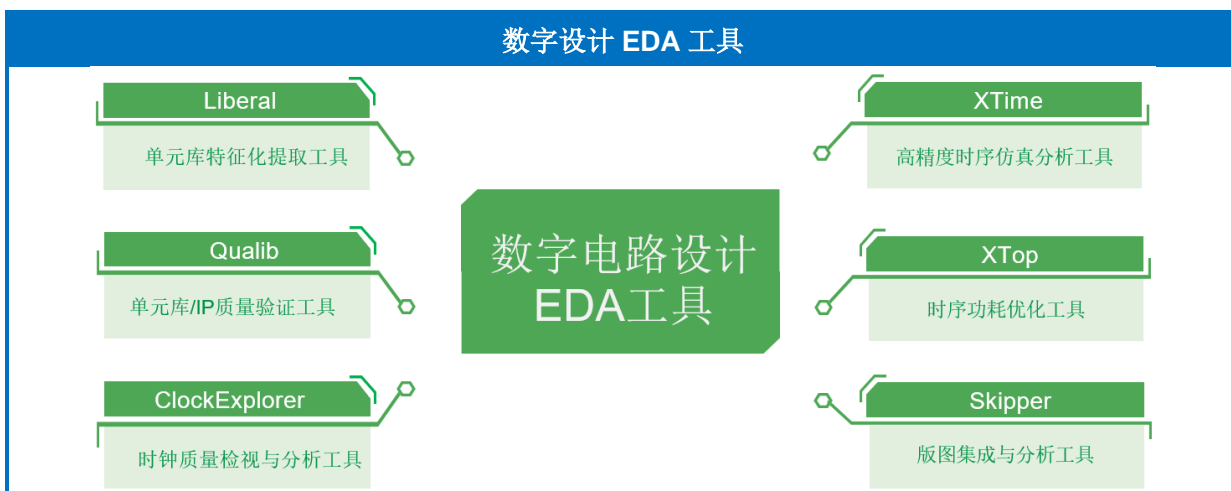 数字设计 EDA 工具
Liberal
单元库特征化提取工具
Qualib
单元库/IP质量验证工具
ClockExplorer
时钟质量检视与分析工具
数字电路设计
EDA工具
XTime
高精度时序仿真分析工具
XTop
时序功耗优化工具
Skipper
版图集成与分析工具